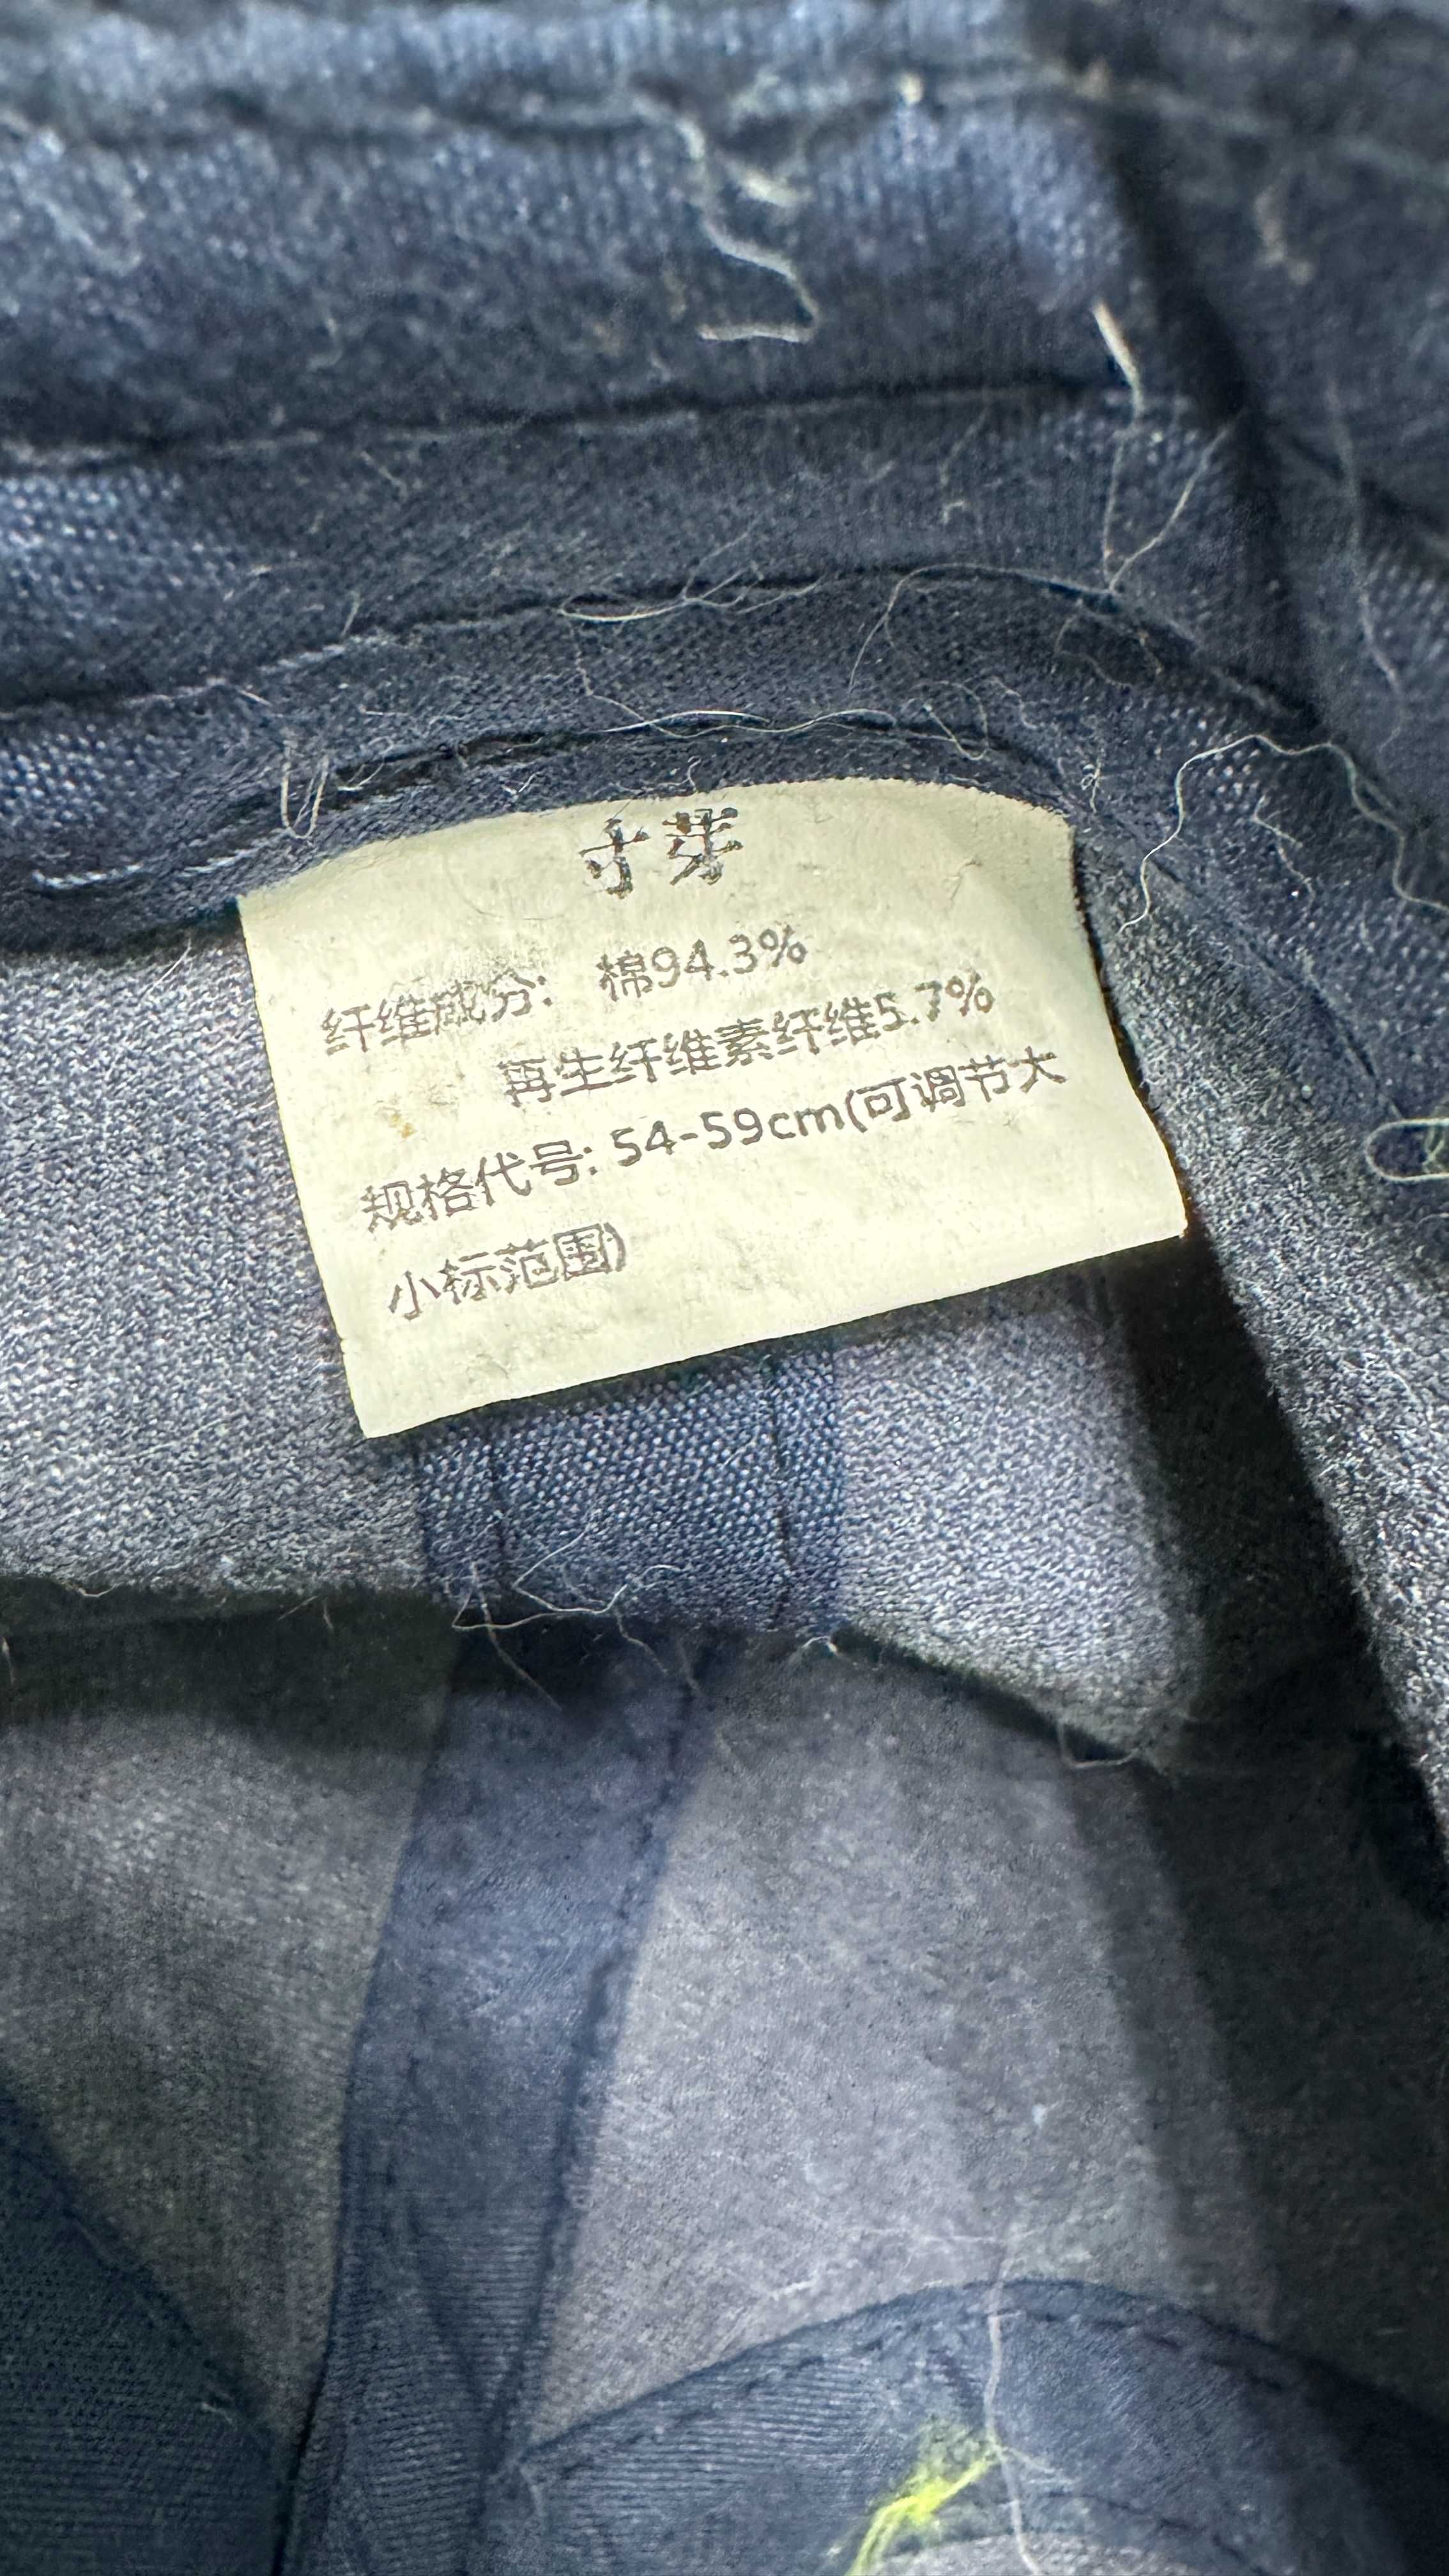 寸芽
纤维成分: 棉94.3%
再生纤维素纤维5.7%
规格代号: 54-59cm(可调节大
小标范围)